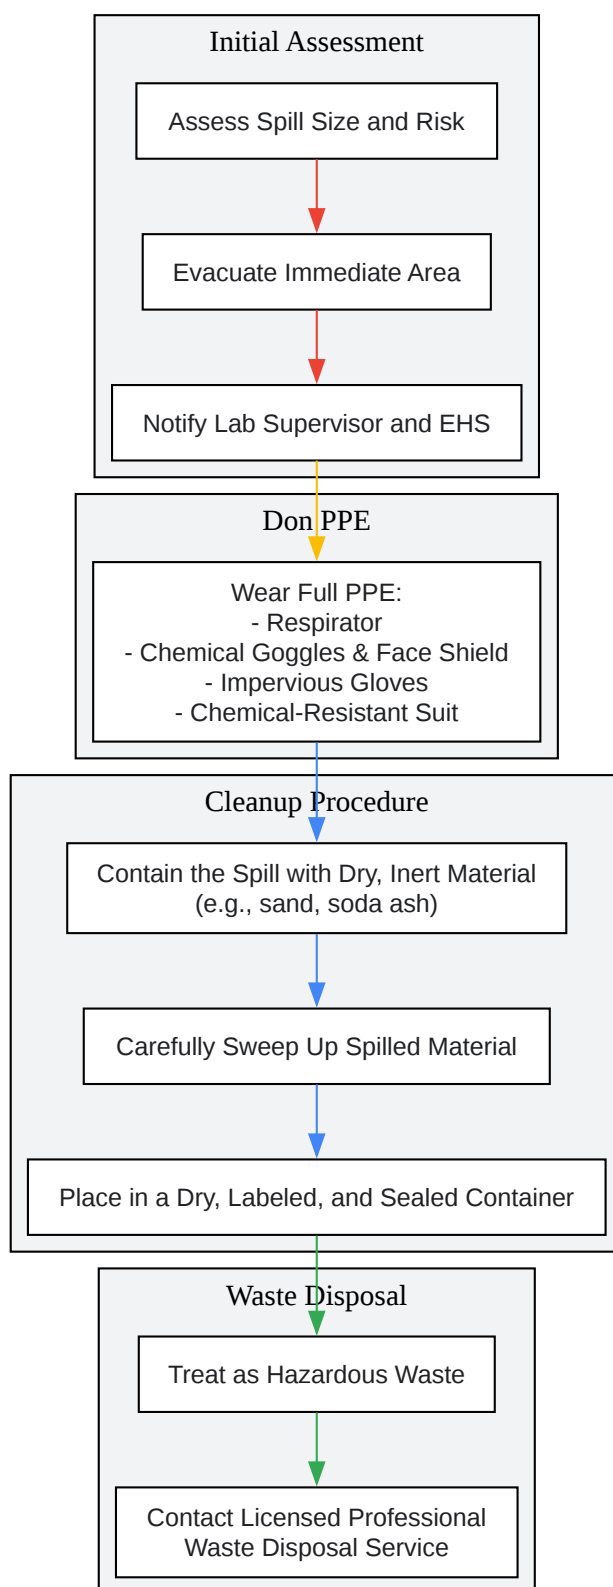 Initial Assessment
Assess Spill Size and Risk
Evacuate Immediate Area
Notify Lab Supervisor and EHS
Don PPE
Wear Full PPE:
- Respirator
- Chemical Goggles & Face Shield
- Impervious Gloves
- Chemical-Resistant Suit
Cleanup Procedure
Contain the Spill with Dry, Inert Material
(e.g., sand, soda ash)
Carefully Sweep Up Spilled Material
Place in a Dry, Labeled, and Sealed Container
Waste Disposal
Treat as Hazardous Waste
Contact Licensed Professional
Waste Disposal Service